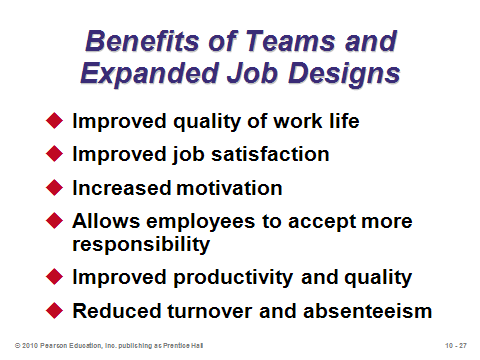 Benefits of Teams and
Expanded Job Designs
Improved quality of work life
Improved job satisfaction
Increased motivation
Allows employees to accept more
responsibility
Improved productivity and quality
Reduced turnover and absenteeism
© 2010 Pearson Education, Inc. publishing as Prentice Hall
10 - 27